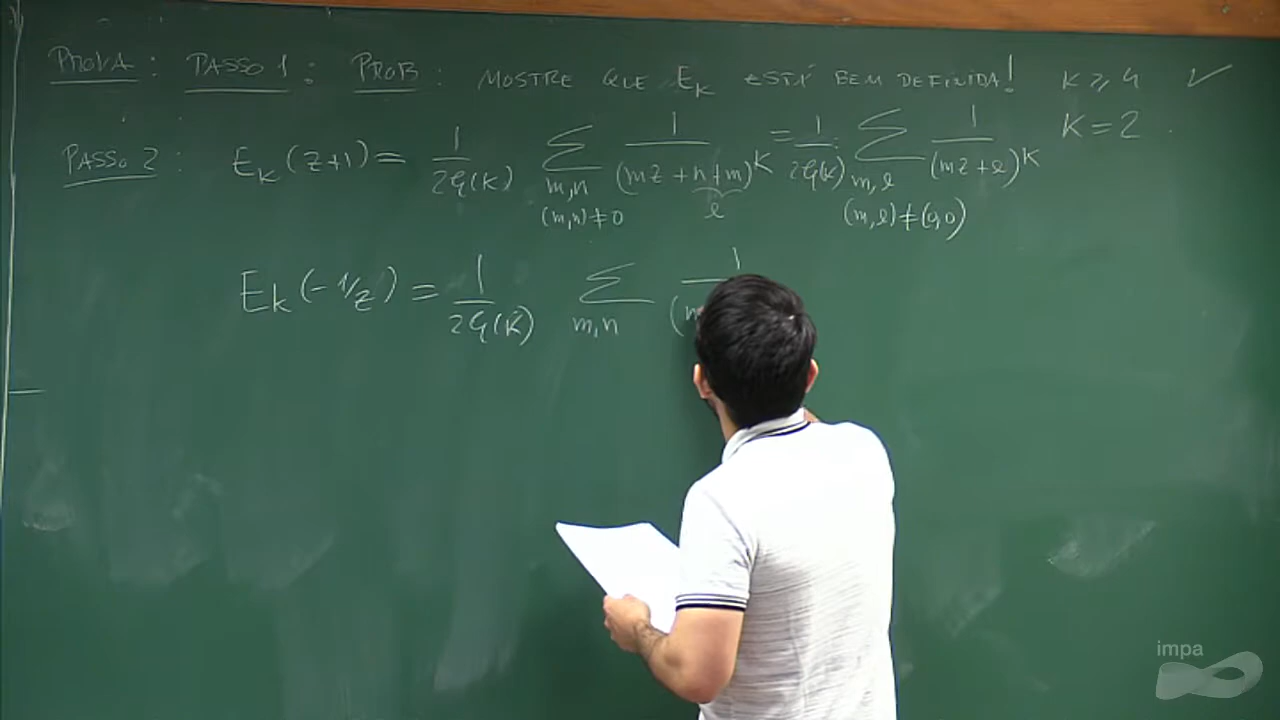 PROVA: PASSO 1: PROB: MOSTRE QUE E_k ESTÁ BEM DEFINIDA! K ≥ 4 ✓
K = 2
PASSO 2: E_k(z+1) = 1/2ζ(k) Σ_{m,n (m,n)≠0} 1/(mz+n+m)^k = 1/2ζ(k) Σ_{m,l (m,l)≠(0,0)} 1/(mz+l)^k
l
E_k(-1/z) = 1/2ζ(k) Σ_{m,n} 1/(m
impa